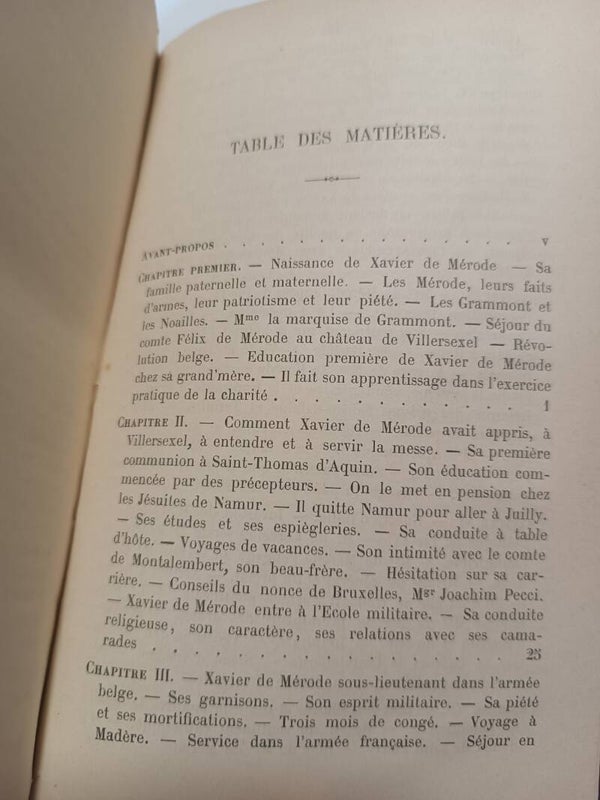 TABLE DES MATIÈRES.
AVANT-PROPOS . . . . . . . . . . . . . . . . V
CHAPITRE PREMIER. — Naissance de Xavier de Mérode — Sa
famille paternelle et maternelle. — Les Mérode, leurs faits
d'armes, leur patriotisme et leur piété. — Les Grammont et
les Noailles. — Mme la marquise de Grammont. — Séjour du
comte Félix de Mérode au château de Villersexel — Révo-
lution belge. — Education première de Xavier de Mérode
chez sa grand'mère. — Il fait son apprentissage dans l'exercice
pratique de la charité . . . . . . . . . . . . 1
CHAPITRE II. — Comment Xavier de Mérode avait appris, à
Villersexel, à entendre et à servir la messe. — Sa première
communion à Saint-Thomas d'Aquin. — Son éducation com-
mencée par des précepteurs. — On le met en pension chez
les Jésuites de Namur. — Il quitte Namur pour aller à Juilly.
— Ses études et ses espiègleries. — Sa conduite à table
d'hôte. — Voyages de vacances. — Son intimité avec le comte
de Montalembert, son beau-frère. — Hésitation sur sa car-
rière. — Conseils du nonce de Bruxelles, Mgr Joachim Pecci.
— Xavier de Mérode entre à l'Ecole militaire. — Sa conduite
religieuse, son caractère, ses relations avec ses cama-
rades . . . . . . . . . . . . . . . . 25
CHAPITRE III. — Xavier de Mérode sous-lieutenant dans l'armée
belge. — Ses garnisons. — Son esprit militaire. — Sa piété
et ses mortifications. — Trois mois de congé. — Voyage à
Madère. — Service dans l'armée française. — Séjour en